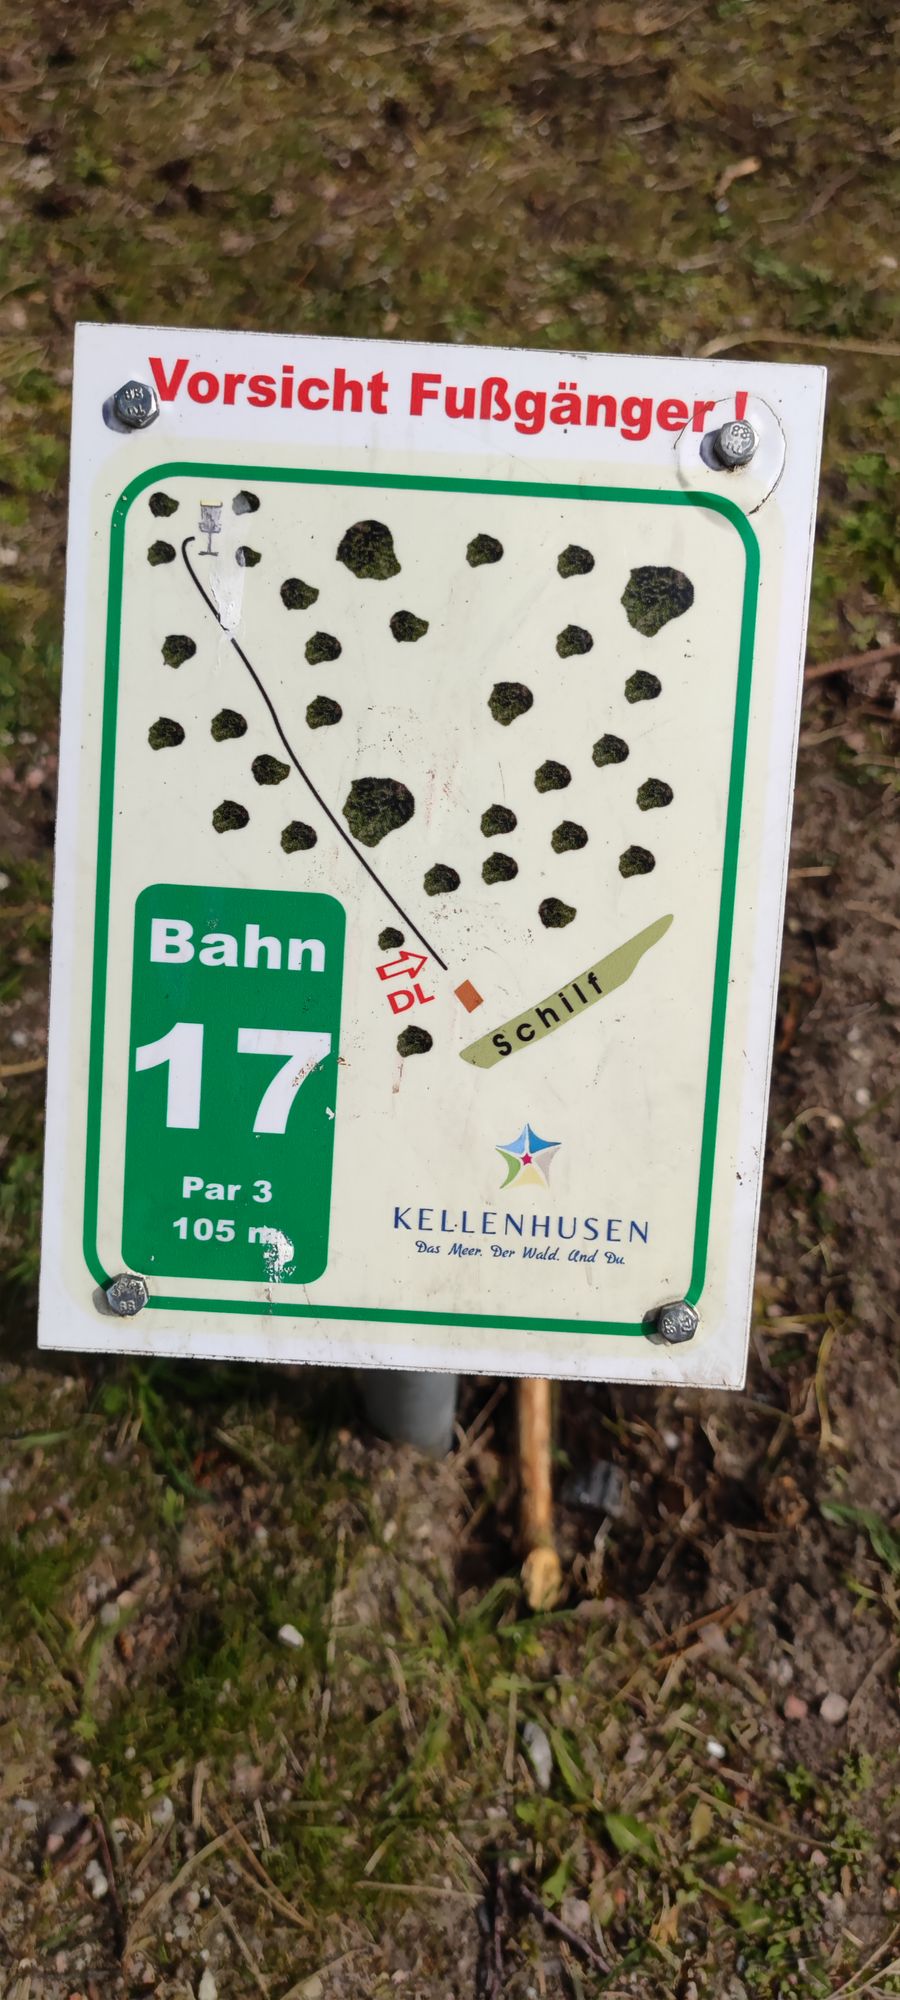 Vorsicht Fußgänger !
Bahn
17
Par 3
105 m
DL
Schilf
KELLENHUSEN
Das Meer. Der Wald. Und Du.